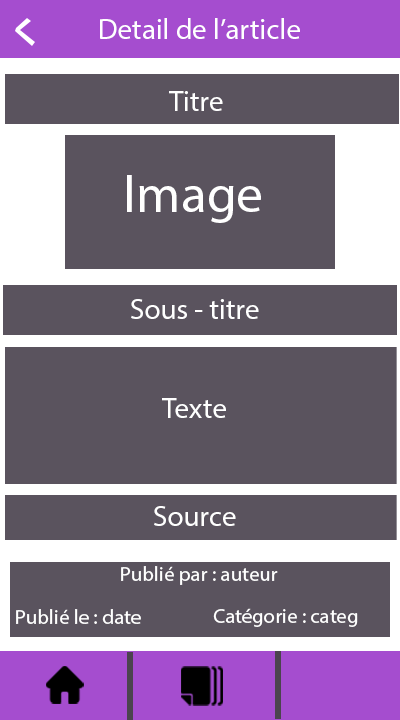 Detail de l’article
Titre
Image
Sous - titre
Texte
Source
Publié par : auteur
Publié le : date
Catégorie : categ